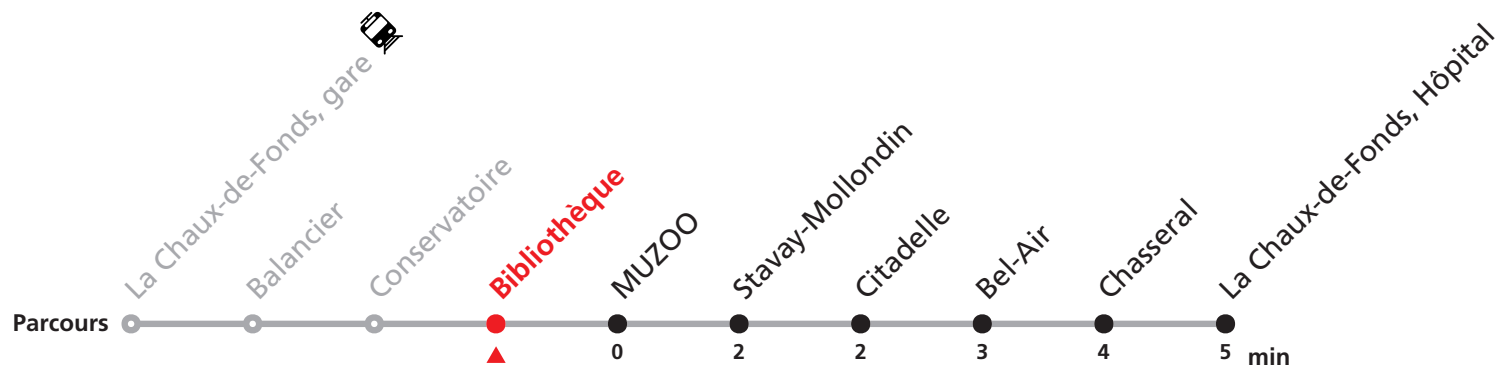 La Chaux-de-Fonds, gare
Balancier
Conservatoire
Bibliothèque
MUZOO
Stavay-Mollondin
Citadelle
Bel-Air
Chasseral
La Chaux-de-Fonds, Hôpital
Parcours
0 2 2 3 4 5 min